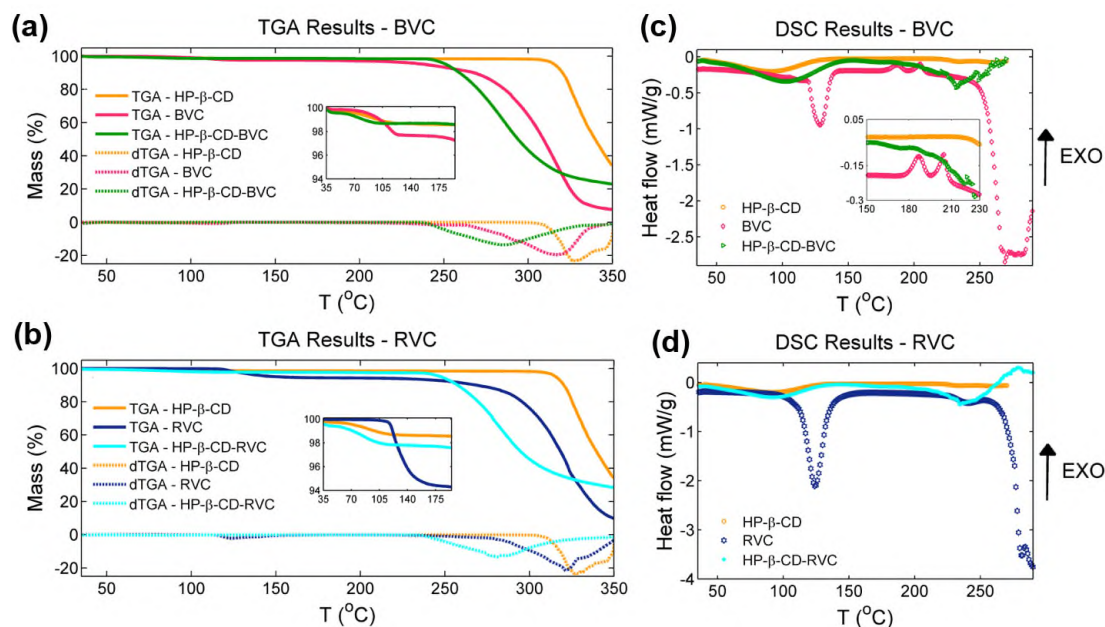 (a)
TGA Results - BVC
100
80
60
40
20
0
-20
Mass (%)
TGA - HP-β-CD
TGA - BVC
TGA - HP-β-CD-BVC
dTGA - HP-β-CD
dTGA - BVC
dTGA - HP-β-CD-BVC
100
98
96
94
35 70 105 140 175
50 100 150 200 250 300 350
T (°C)
(c)
DSC Results - BVC
0
-0.5
-1
-1.5
-2
-2.5
Heat flow (mW/g)
0.05
-0.15
-0.3
150 180 210 230
HP-β-CD
BVC
HP-β-CD-BVC
50 100 150 200 250
T (°C)
EXO
(b)
TGA Results - RVC
100
80
60
40
20
0
-20
Mass (%)
TGA - HP-β-CD
TGA - RVC
TGA - HP-β-CD-RVC
dTGA - HP-β-CD
dTGA - RVC
dTGA - HP-β-CD-RVC
100
98
96
94
35 70 105 140 175
50 100 150 200 250 300 350
T (°C)
(d)
DSC Results - RVC
0
-1
-2
-3
-4
Heat flow (mW/g)
HP-β-CD
RVC
HP-β-CD-RVC
50 100 150 200 250
T (°C)
EXO